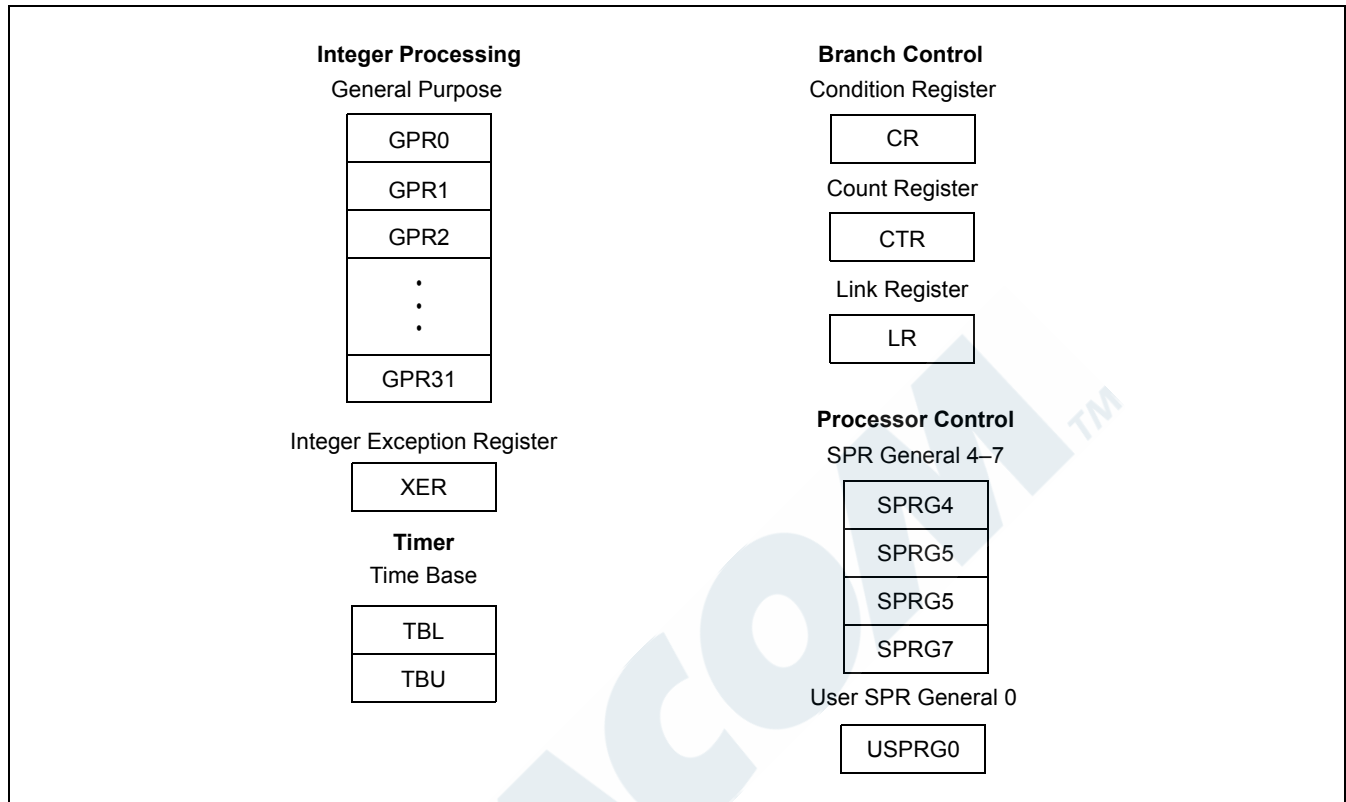 Integer Processing
General Purpose
GPR0
GPR1
GPR2
GPR31
Integer Exception Register
XER
Timer
Time Base
TBL
TBU
Branch Control
Condition Register
CR
Count Register
CTR
Link Register
LR
Processor Control
SPR General 4–7
SPRG4
SPRG5
SPRG5
SPRG7
User SPR General 0
USPRG0
ACOM™